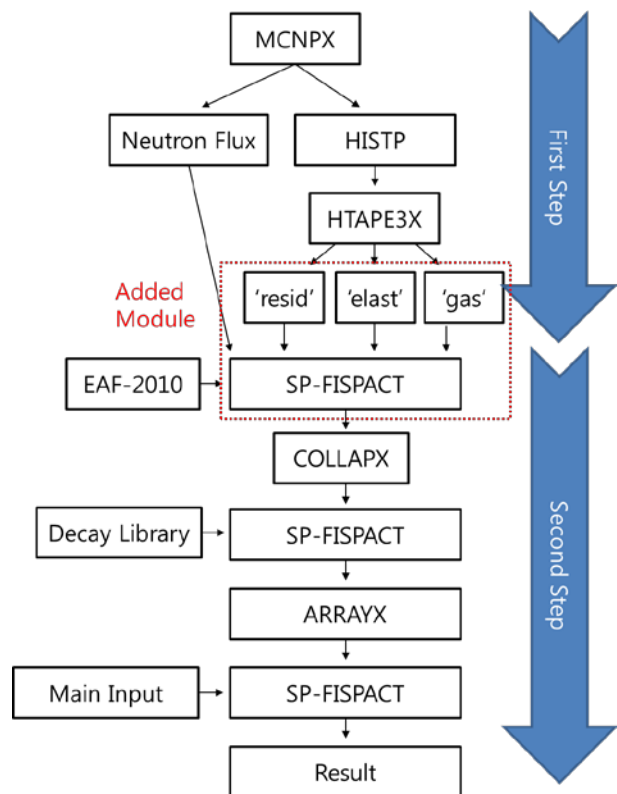 MCNPX
Neutron Flux
HISTP
HTAPE3X
Added
Module
'resid'
'elast'
'gas'
EAF-2010
SP-FISPACT
COLLAPX
Decay Library
SP-FISPACT
ARRAYX
Main Input
SP-FISPACT
Result
First Step
Second Step